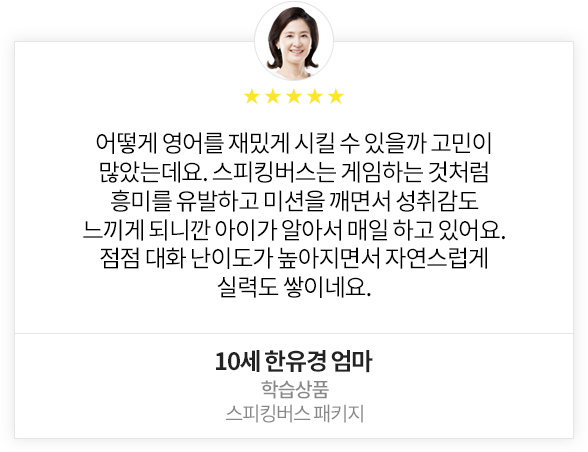 어떻게 영어를 재밌게 시킬 수 있을까 고민이
많았는데요. 스피킹버스는 게임하는 것처럼
흥미를 유발하고 미션을 깨면서 성취감도
느끼게 되니깐 아이가 알아서 매일 하고 있어요.
점점 대화 난이도가 높아지면서 자연스럽게
실력도 쌓이네요.
10세 한유경 엄마
학습상품
스피킹버스 패키지